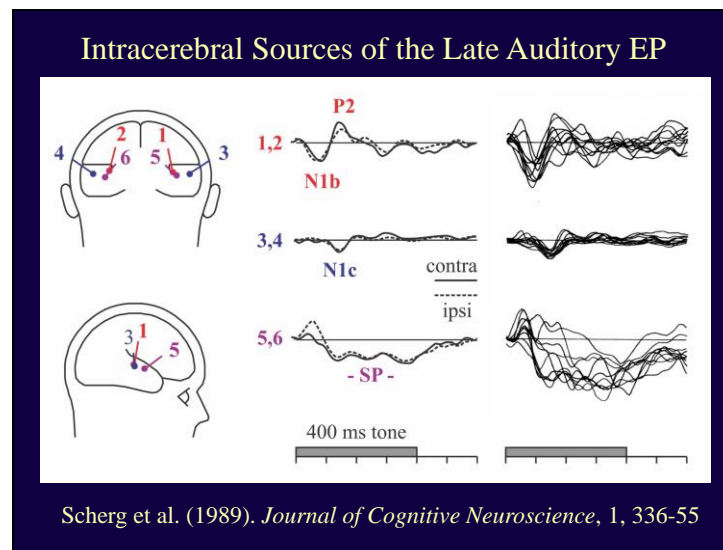 Intracerebral Sources of the Late Auditory EP
2 1
4 6 5 3
P2
1,2
N1b
3,4
N1c
contra
ipsi
3 1
5
5,6
- SP -
400 ms tone
Scherg et al. (1989). Journal of Cognitive Neuroscience, 1, 336-55